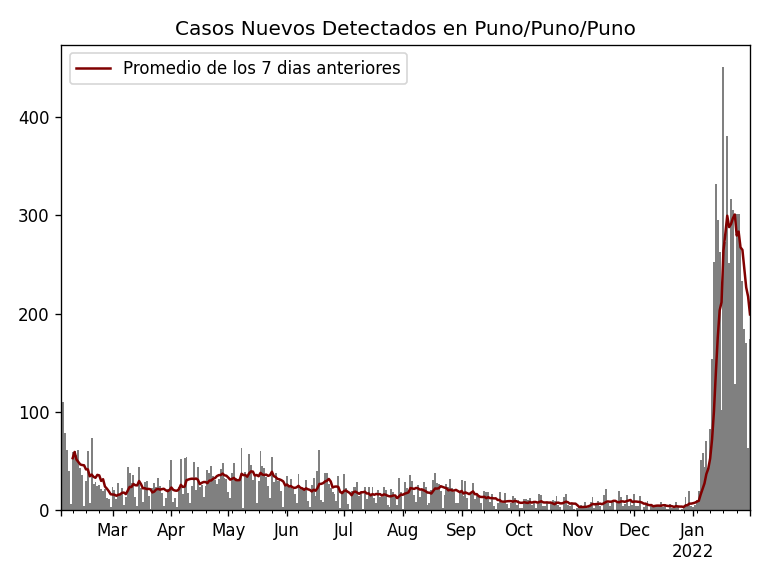 Casos Nuevos Detectados en Puno/Puno/Puno
Promedio de los 7 dias anteriores
400
300
200
100
0
Mar Apr May Jun Jul Aug Sep Oct Nov Dec Jan
2022